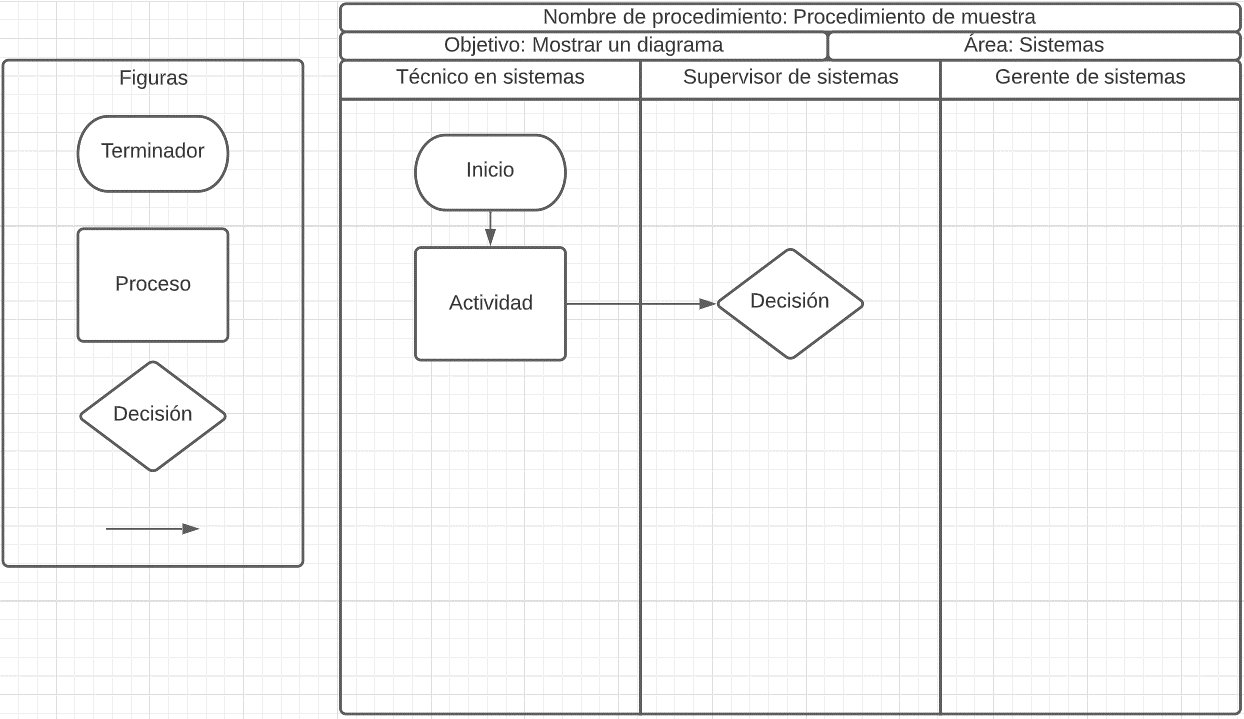 Nombre de procedimiento: Procedimiento de muestra
Objetivo: Mostrar un diagrama
Área: Sistemas
Figuras
Terminador
Proceso
Decisión
Técnico en sistemas
Supervisor de sistemas
Gerente de sistemas
Inicio
Actividad
Decisión